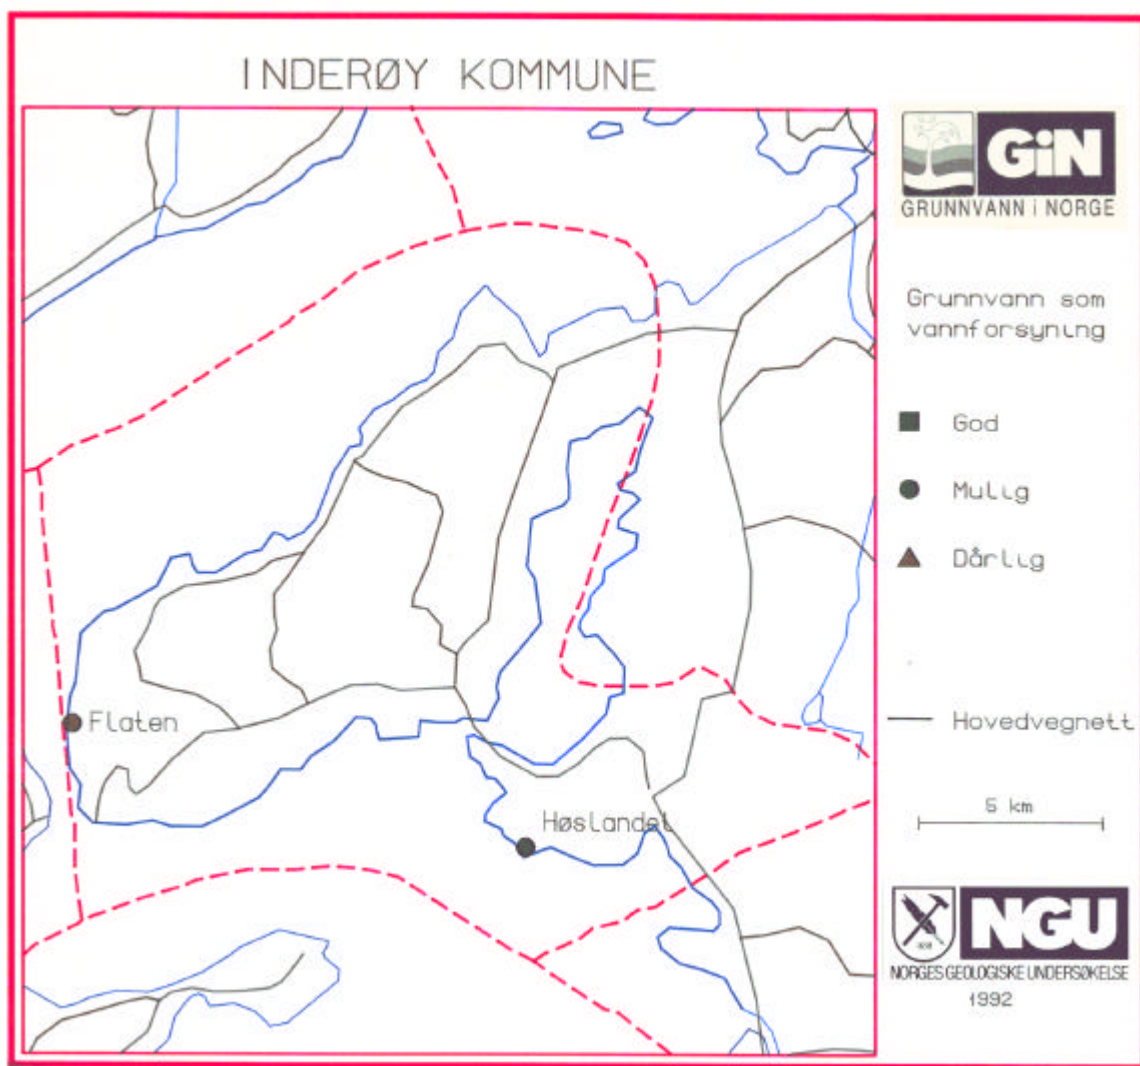 INDERØY KOMMUNE
GiN
GRUNNVANN i NORGE
Grunnvann som
vannforsyning
God
Mulig
Dårlig
Flaten
Hovedvegnett
5 km
Høslandet
NGU
NORGES GEOLOGISKE UNDERSØKELSE
1992